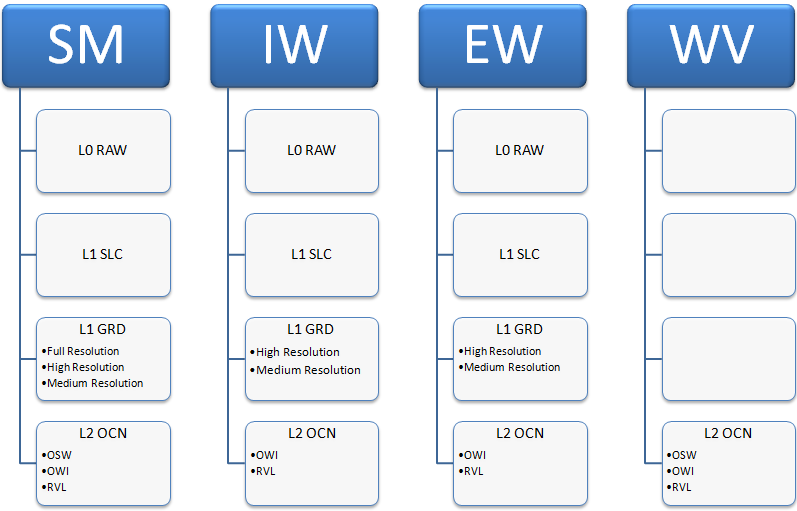 SM
L0 RAW
L1 SLC
L1 GRD
•Full Resolution
•High Resolution
•Medium Resolution
L2 OCN
•OSW
•OWI
•RVL
IW
L0 RAW
L1 SLC
L1 GRD
•High Resolution
•Medium Resolution
L2 OCN
•OWI
•RVL
EW
L0 RAW
L1 SLC
L1 GRD
•High Resolution
•Medium Resolution
L2 OCN
•OWI
•RVL
WV
L2 OCN
•OSW
•OWI
•RVL